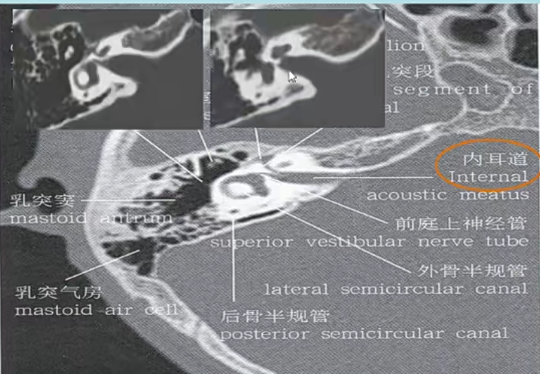 lion
突段
segment of
al
内耳道
Internal
acoustic meatus
乳突窦
mastoid antrum
前庭上神经管
superior vestibular nerve tube
外骨半规管
lateral semicircular canal
乳突气房
mastoid air cell
后骨半规管
posterior semicircular canal